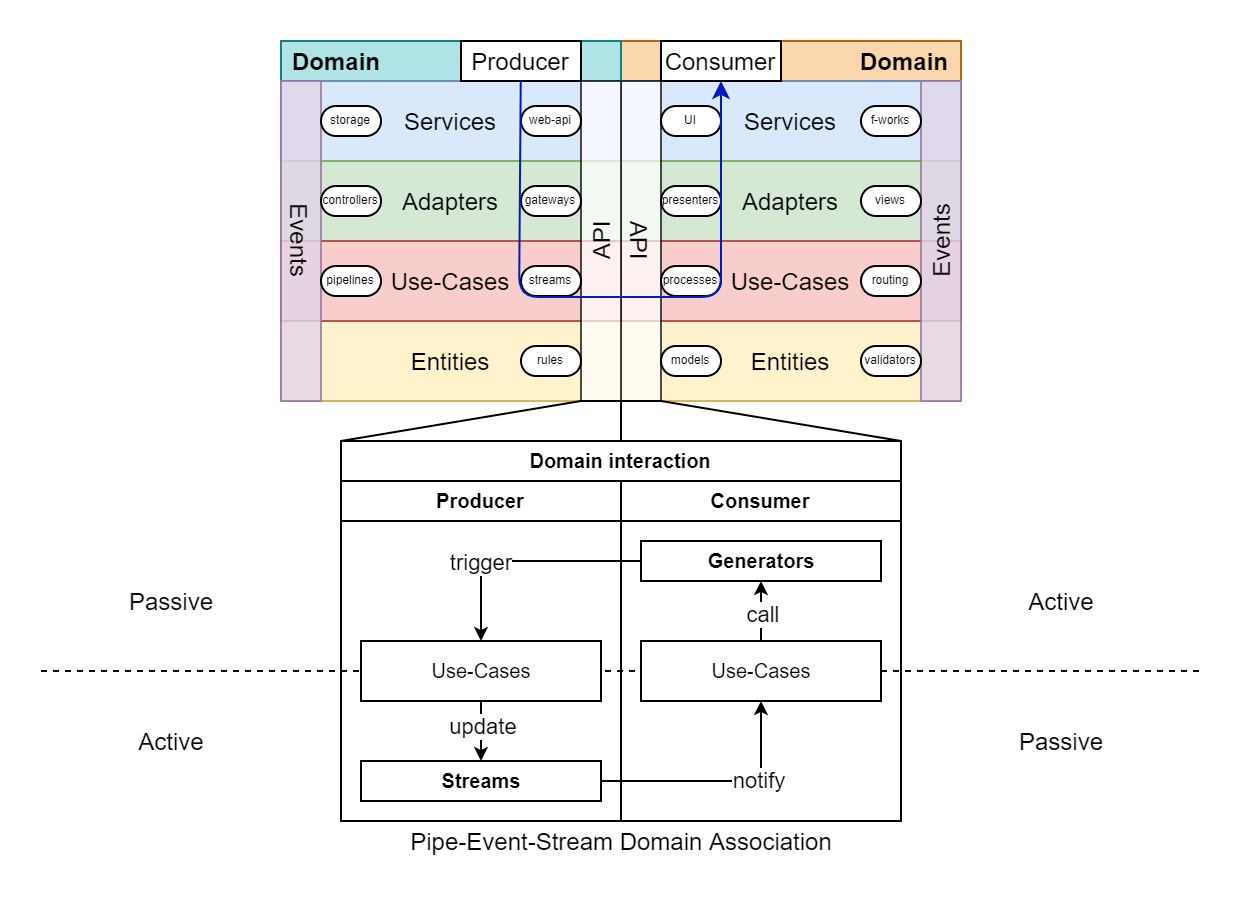 Domain Producer Consumer Domain
storage Services web-api UI Services f-works
controllers Adapters gateways presenters Adapters views
Events API API Events
pipelines Use-Cases streams processes Use-Cases routing
Entities rules models Entities validators
Domain interaction
Producer Consumer
trigger Generators
Passive call Active
Use-Cases Use-Cases
update
Active Passive
Streams notify
Pipe-Event-Stream Domain Association